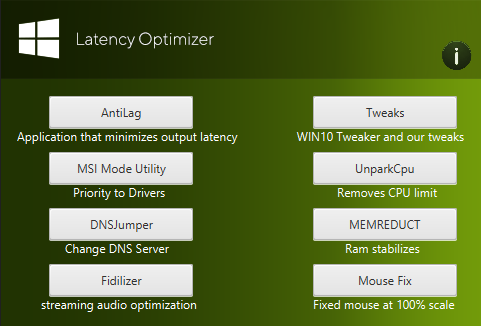 Latency Optimizer
i
AntiLag
Application that minimizes output latency
Tweaks
WIN10 Tweaker and our tweaks
MSI Mode Utility
Priority to Drivers
UnparkCpu
Removes CPU limit
DNSJumper
Change DNS Server
MEMREDUCT
Ram stabilizes
Fidilizer
streaming audio optimization
Mouse Fix
Fixed mouse at 100% scale